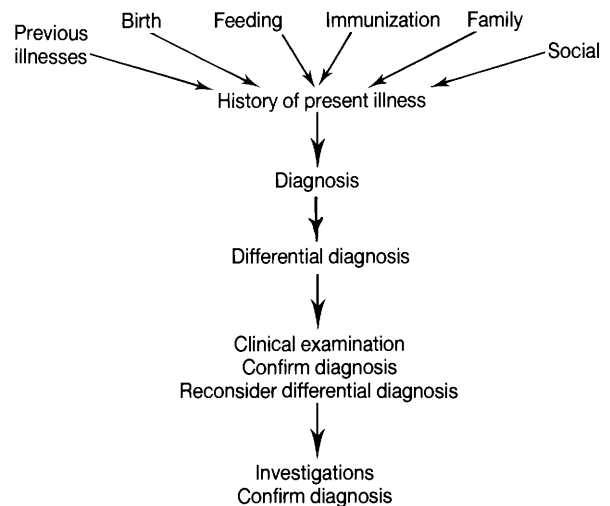 Previous
illnesses
Birth
Feeding
Immunization
Family
Social
History of present illness
Diagnosis
Differential diagnosis
Clinical examination
Confirm diagnosis
Reconsider differential diagnosis
Investigations
Confirm diagnosis